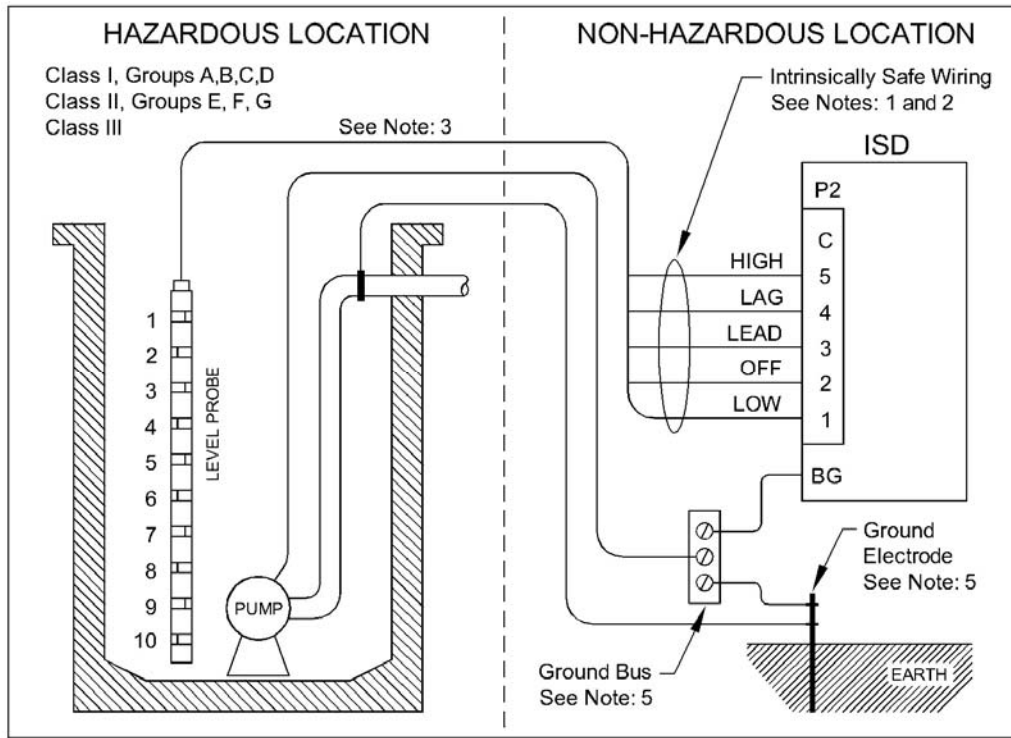 HAZARDOUS LOCATION
Class I, Groups A,B,C,D
Class II, Groups E, F, G
Class III
See Note: 3
1
2
3
4
5
6
7
8
9
10
LEVEL PROBE
PUMP
NON-HAZARDOUS LOCATION
Intrinsically Safe Wiring
See Notes: 1 and 2
ISD
P2
C
HIGH 5
LAG 4
LEAD 3
OFF 2
LOW 1
BG
Ground
Electrode
See Note: 5
Ground Bus
See Note: 5
EARTH